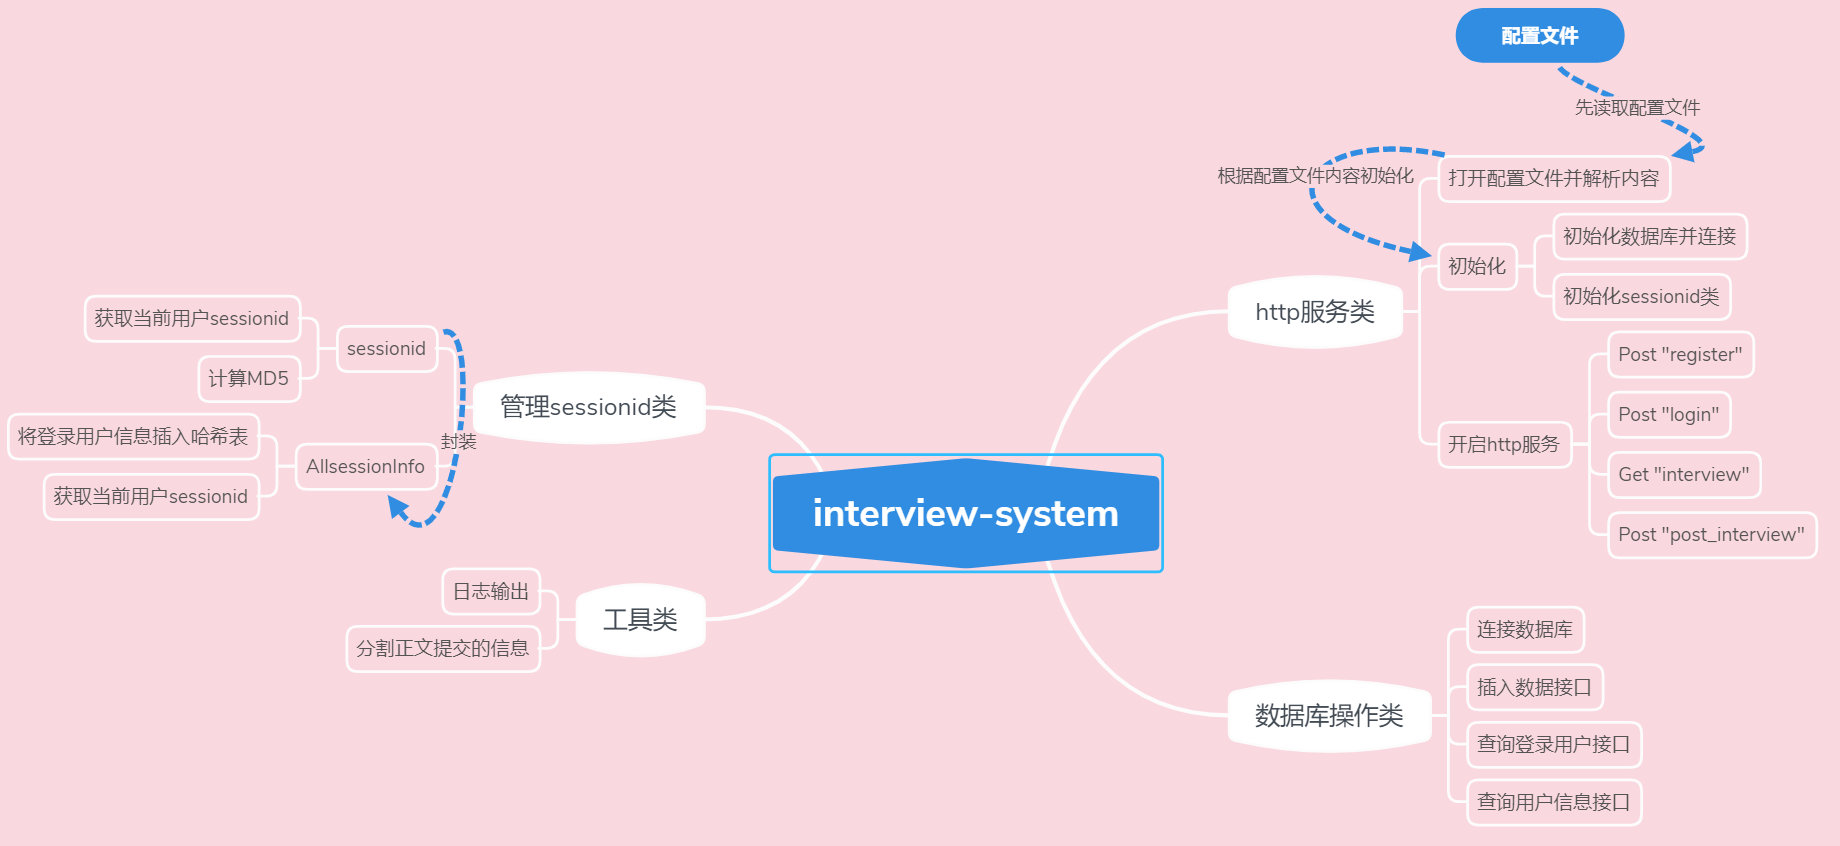 配置文件
先读取配置文件
根据配置文件内容初始化
打开配置文件并解析内容
初始化数据库并连接
初始化
初始化sessionid类
http服务类
Post "register"
Post "login"
开启http服务
Get "interview"
Post "post_interview"
获取当前用户sessionid
sessionid
计算MD5
管理sessionid类
封装
将登录用户信息插入哈希表
AllsessionInfo
获取当前用户sessionid
interview-system
日志输出
工具类
分割正文提交的信息
连接数据库
插入数据接口
数据库操作类
查询登录用户接口
查询用户信息接口